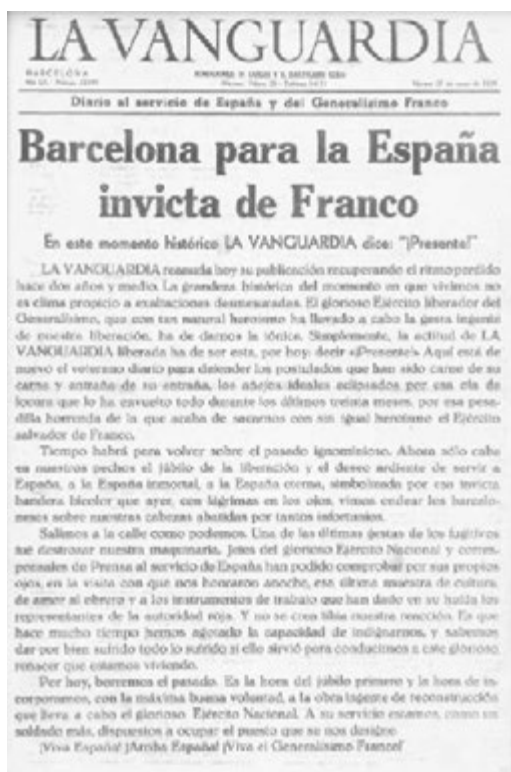 LA VANGUARDIA
BARCELONA
Diario al servicio de España y del Generalísimo Franco
Barcelona para la España
invicta de Franco
En este momento histórico LA VANGUARDIA dice: "¡Presente!"
LA VANGUARDIA reanuda hoy su publicación recuperando el ritmo perdido
hace dos años y medio. La grandeza histórica del momento en que vivimos no
es clima propicio a exaltaciones desmesuradas. El glorioso Ejército liberador del
Generalísimo, que con tan natural heroísmo ha llevado a cabo la gesta ingente
de nuestra liberación, ha de darnos la tónica. Simplemente, la actitud de LA
VANGUARDIA liberada ha de ser esta, por hoy: decir «¡Presente!» Aquí está de
nuevo el veterano diario para defender los postulados que han sido carne de su
carne y entraña de su entraña, los añejos ideales eclipsados por esa ola de
locura que lo ha envuelto todo durante los últimos treinta meses, por esa pesa-
dilla horrenda de la que acaba de sacarnos con sin igual heroísmo el Ejército
salvador de Franco.
Tiempo habrá para volver sobre el pasado ignominioso. Ahora sólo cabe
en nuestros pechos el júbilo de la liberación y el deseo ardiente de servir a
España, a la España inmortal, a la España eterna, simbolizada por esa invicta
bandera bicolor que ayer, con lágrimas en los ojos, vimos ondear los barcelo-
neses sobre nuestras cabezas abatidas por tantos infortunios.
Salimos a la calle como podemos. Una de las últimas gestas de los fugitivos
fué destrozar nuestra maquinaria. Jefes del glorioso Ejército Nacional y corres-
ponsales de Prensa al servicio de España han podido comprobar por sus propios
ojos, en la visita con que nos honraron anoche, esa última muestra de cultura,
de amor al obrero y a los instrumentos de trabajo que han dado en su huída los
representantes de la autoridad roja. Y no se crea tibia nuestra reacción. Es que
hace mucho tiempo hemos agotado la capacidad de indignarnos, y sabemos
dar por bien sufrido todo lo sufrido si ello sirvió para conducirnos a este glorioso
renacer que estamos viviendo.
Por hoy, borremos el pasado. Es la hora del júbilo primero y la hora de in-
corporarnos, con la máxima buena voluntad, a la obra ingente de reconstrucción
que lleva a cabo el glorioso Ejército Nacional. A su servicio estamos, como un
soldado más, dispuestos a ocupar el puesto que se nos designe.
¡Viva España! ¡Arriba España! ¡Viva el Generalísimo Franco!